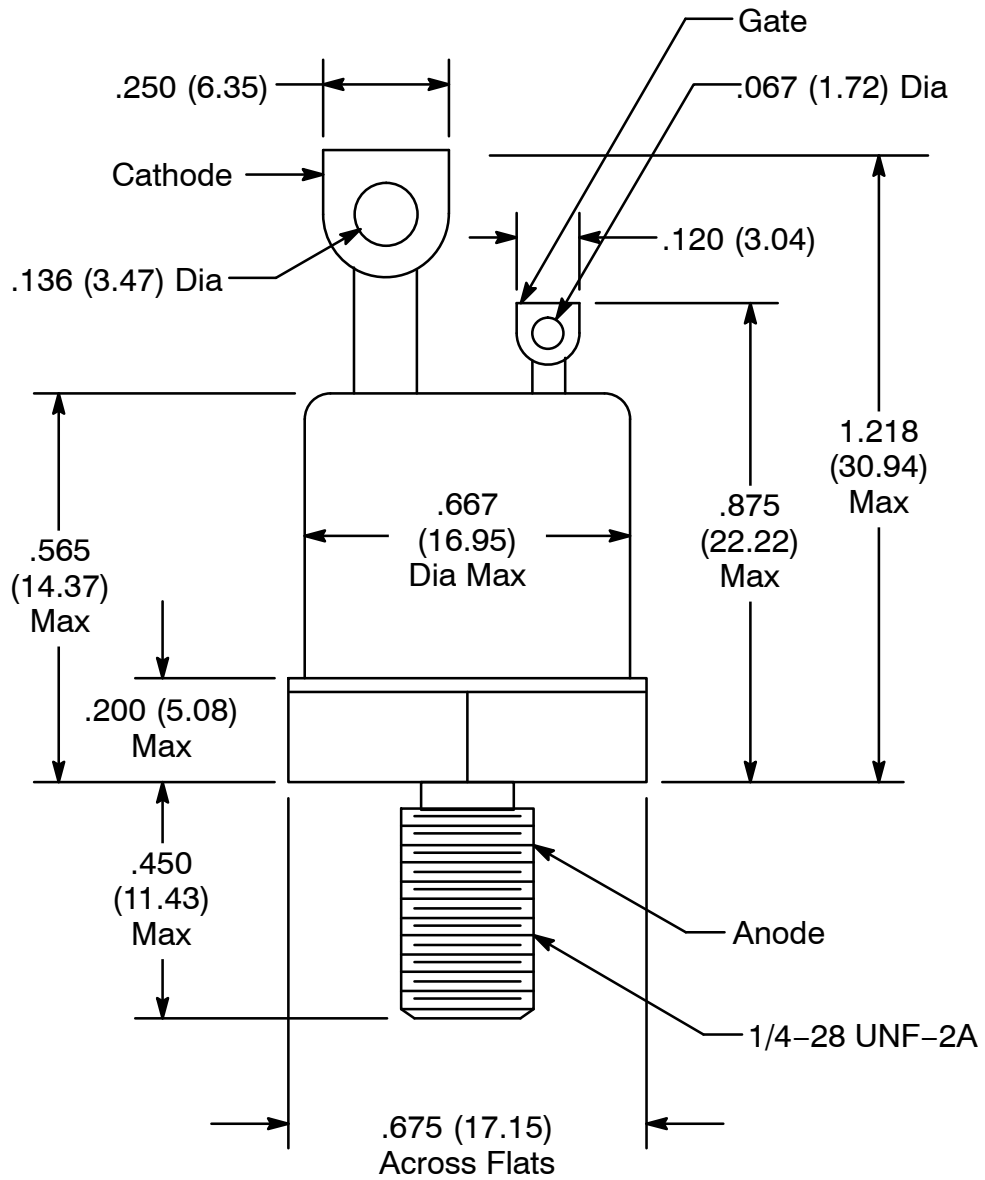 Gate
.250 (6.35)
.067 (1.72) Dia
Cathode
.120 (3.04)
.136 (3.47) Dia
1.218
(30.94)
Max
.667
(16.95)
Dia Max
.875
(22.22)
Max
.565
(14.37)
Max
.200 (5.08)
Max
.450
(11.43)
Max
Anode
1/4−28 UNF−2A
.675 (17.15)
Across Flats